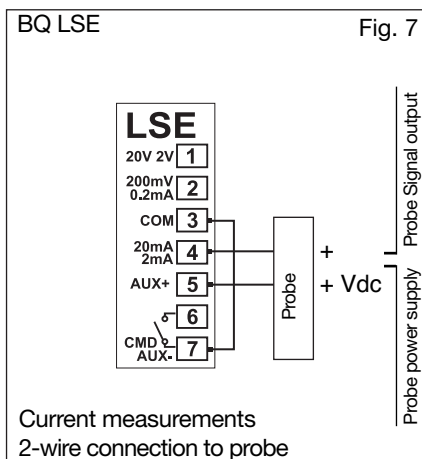 BQ LSE
Fig. 7
LSE
20V 2V 1
200mV
0.2mA 2
COM 3
20mA
2mA 4
AUX+ 5
6
CMD
AUX- 7
Probe
+
+ Vdc
Probe Signal output
Probe power supply
Current measurements
2-wire connection to probe